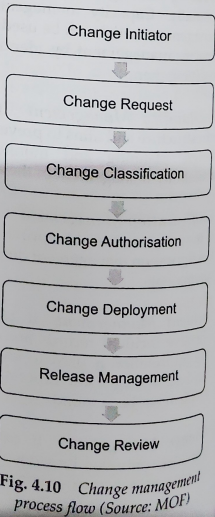 Change Initiator
Change Request
Change Classification
Change Authorisation
Change Deployment
Release Management
Change Review
Fig. 4.10 Change management
process flow (Source: MOF)